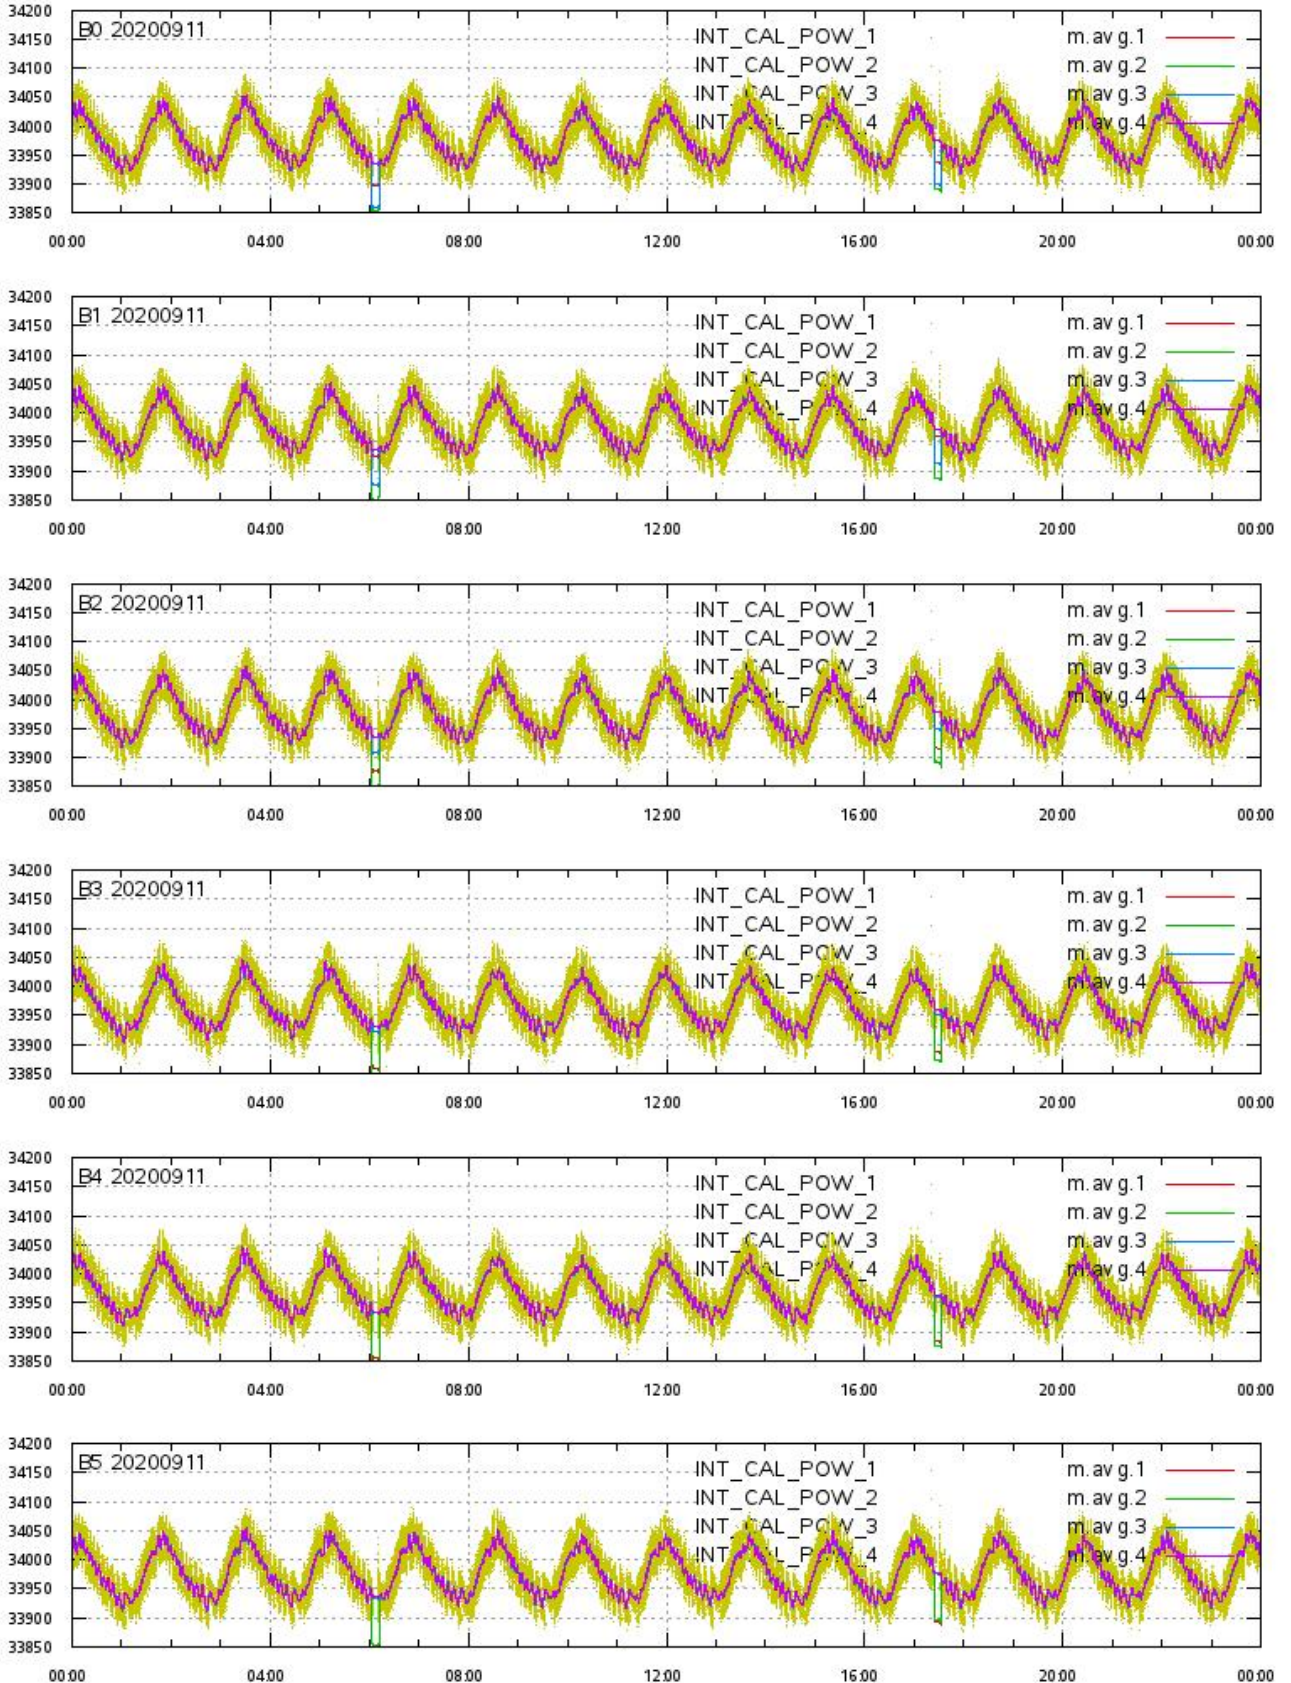 34200
B0 20200911 INT_CAL_POW_1 m.avg.1
34150
INT_CAL_POW_2 m.avg.2
34100
INT_CAL_POW_3 m.avg.3
34050
INT_CAL_POW_4 m.avg.4
34000
33950
33900
33850
00:00 04:00 08:00 12:00 16:00 20:00 00:00
34200
B1 20200911 INT_CAL_POW_1 m.avg.1
34150
INT_CAL_POW_2 m.avg.2
34100
INT_CAL_POW_3 m.avg.3
34050
INT_CAL_POW_4 m.avg.4
34000
33950
33900
33850
00:00 04:00 08:00 12:00 16:00 20:00 00:00
34200
B2 20200911 INT_CAL_POW_1 m.avg.1
34150
INT_CAL_POW_2 m.avg.2
34100
INT_CAL_POW_3 m.avg.3
34050
INT_CAL_POW_4 m.avg.4
34000
33950
33900
33850
00:00 04:00 08:00 12:00 16:00 20:00 00:00
34200
B3 20200911 INT_CAL_POW_1 m.avg.1
34150
INT_CAL_POW_2 m.avg.2
34100
INT_CAL_POW_3 m.avg.3
34050
INT_CAL_POW_4 m.avg.4
34000
33950
33900
33850
00:00 04:00 08:00 12:00 16:00 20:00 00:00
34200
B4 20200911 INT_CAL_POW_1 m.avg.1
34150
INT_CAL_POW_2 m.avg.2
34100
INT_CAL_POW_3 m.avg.3
34050
INT_CAL_POW_4 m.avg.4
34000
33950
33900
33850
00:00 04:00 08:00 12:00 16:00 20:00 00:00
34200
B5 20200911 INT_CAL_POW_1 m.avg.1
34150
INT_CAL_POW_2 m.avg.2
34100
INT_CAL_POW_3 m.avg.3
34050
INT_CAL_POW_4 m.avg.4
34000
33950
33900
33850
00:00 04:00 08:00 12:00 16:00 20:00 00:00